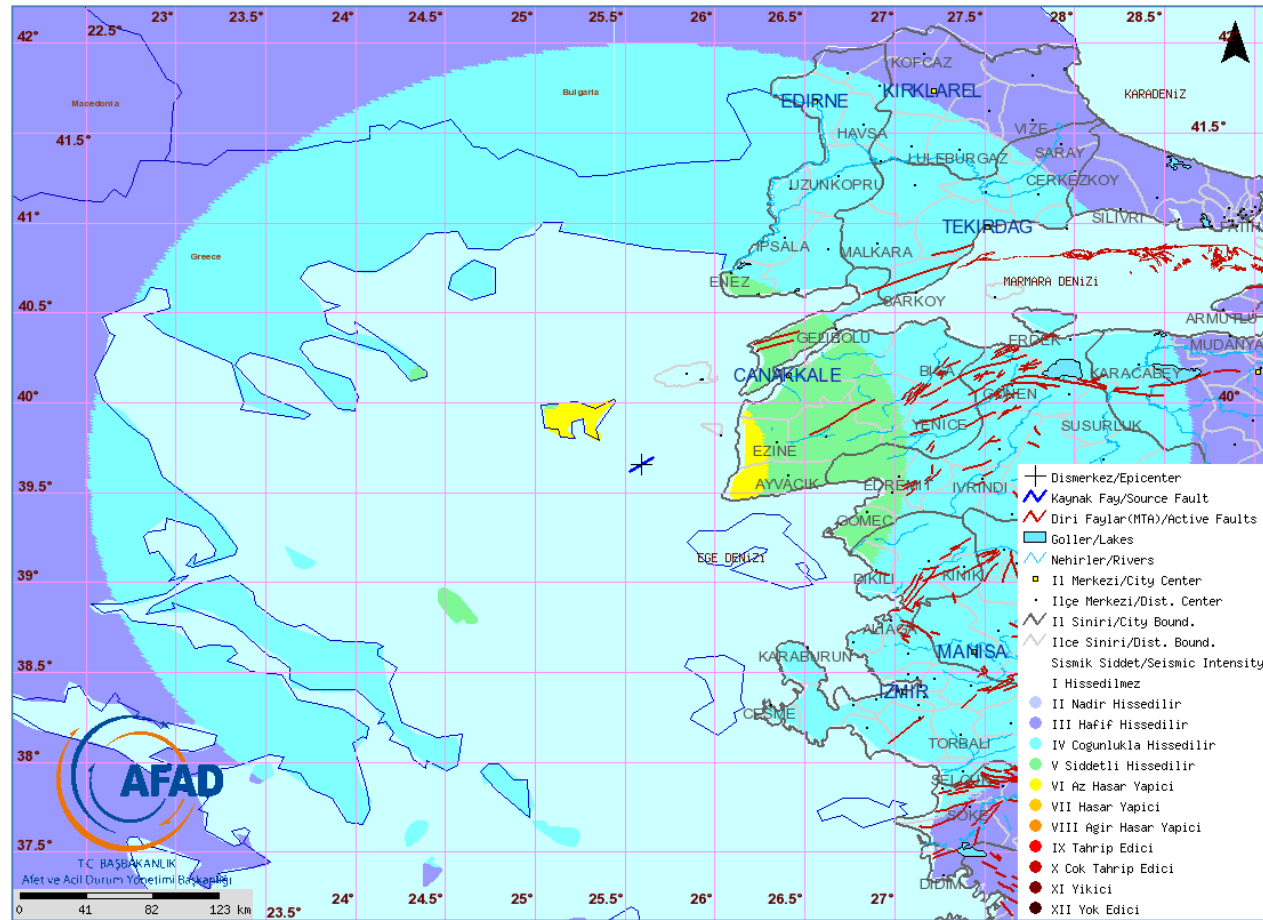 22.5° 23° 23.5° 24° 24.5° 25° 25.5° 26° 26.5° 27° 27.5° 28° 28.5°
42°
KOFCAZ
Macedonia
Bulgaria
EDIRNE
KIRKLAREL
KARADENiZ
41.5°
HAVSA
VIZE
41.5°
LULEBURGAZ
SARAY
UZUNKOPRU
CERKEZKOY
41°
SILIVRI
TEKIRDAG
IPSALA
MALKARA
Greece
ENEZ
MARMARA DENiZi
40.5°
SARKOY
ARMUTLU
GELIBOLU
ERDEK
MUDANYA
CANAKKALE
BIGA
KARACABEY
GONEN
40°
40°
YENICE
SUSURLUK
EZINE
AYVACIK
EDREMIT
IVRINDI
39.5°
GOMEC
EGE DENiZi
39°
DIKILI
KINIK
ALIAGA
38.5°
KARABURUN
MANISA
IZMIR
CESME
38°
TORBALI
SELCUK
SOKE
37.5°
DIDIM
Dismerkez/Epicenter
Kaynak Fay/Source Fault
Diri Faylar(MTA)/Active Faults
Goller/Lakes
Nehirler/Rivers
Il Merkezi/City Center
Ilçe Merkezi/Dist. Center
Il Siniri/City Bound.
Ilce Siniri/Dist. Bound.
Sismik Siddet/Seismic Intensity
I Hissedilmez
II Nadir Hissedilir
III Hafif Hissedilir
IV Cogunlukla Hissedilir
V Siddetli Hissedilir
VI Az Hasar Yapici
VII Hasar Yapici
VIII Agir Hasar Yapici
IX Tahrip Edici
X Cok Tahrip Edici
XI Yikici
XII Yok Edici
AFAD
T.C. BAŞBAKANLIK
Afet ve Acil Durum Yönetimi Başkanlığı
0 41 82 123 km
23.5° 24° 24.5° 25° 25.5° 26° 26.5° 27°